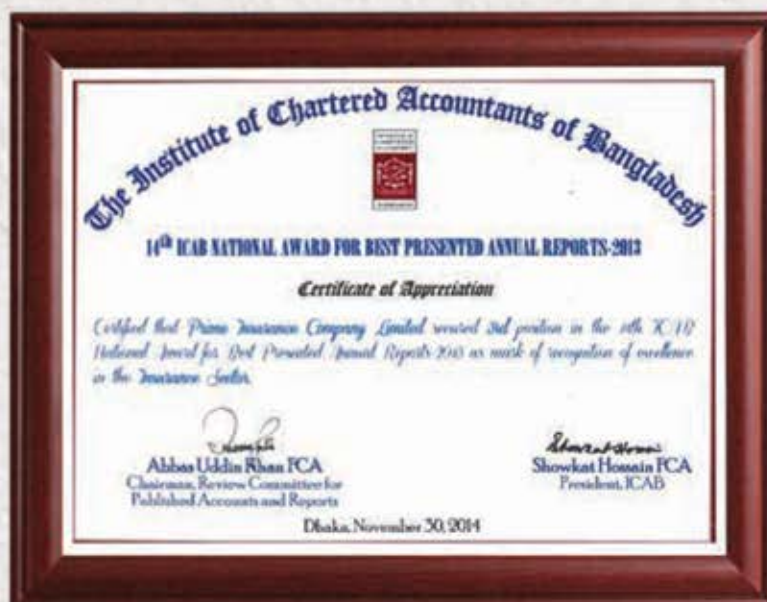 The Institute of Chartered Accountants of Bangladesh
14th ICAB NATIONAL AWARD FOR BEST PRESENTED ANNUAL REPORTS-2013
Certificate of Appreciation
Certified that Prime Insurance Company Limited secured 3rd position in the 14th ICAB
National Award for Best Presented Annual Reports-2013 as mark of recognition of excellence
in the Insurance Sector.
Abbas Uddin Khan FCA
Chairman, Review Committee for
Published Accounts and Reports
Showkat Hossain FCA
President, ICAB
Dhaka, November 30, 2014